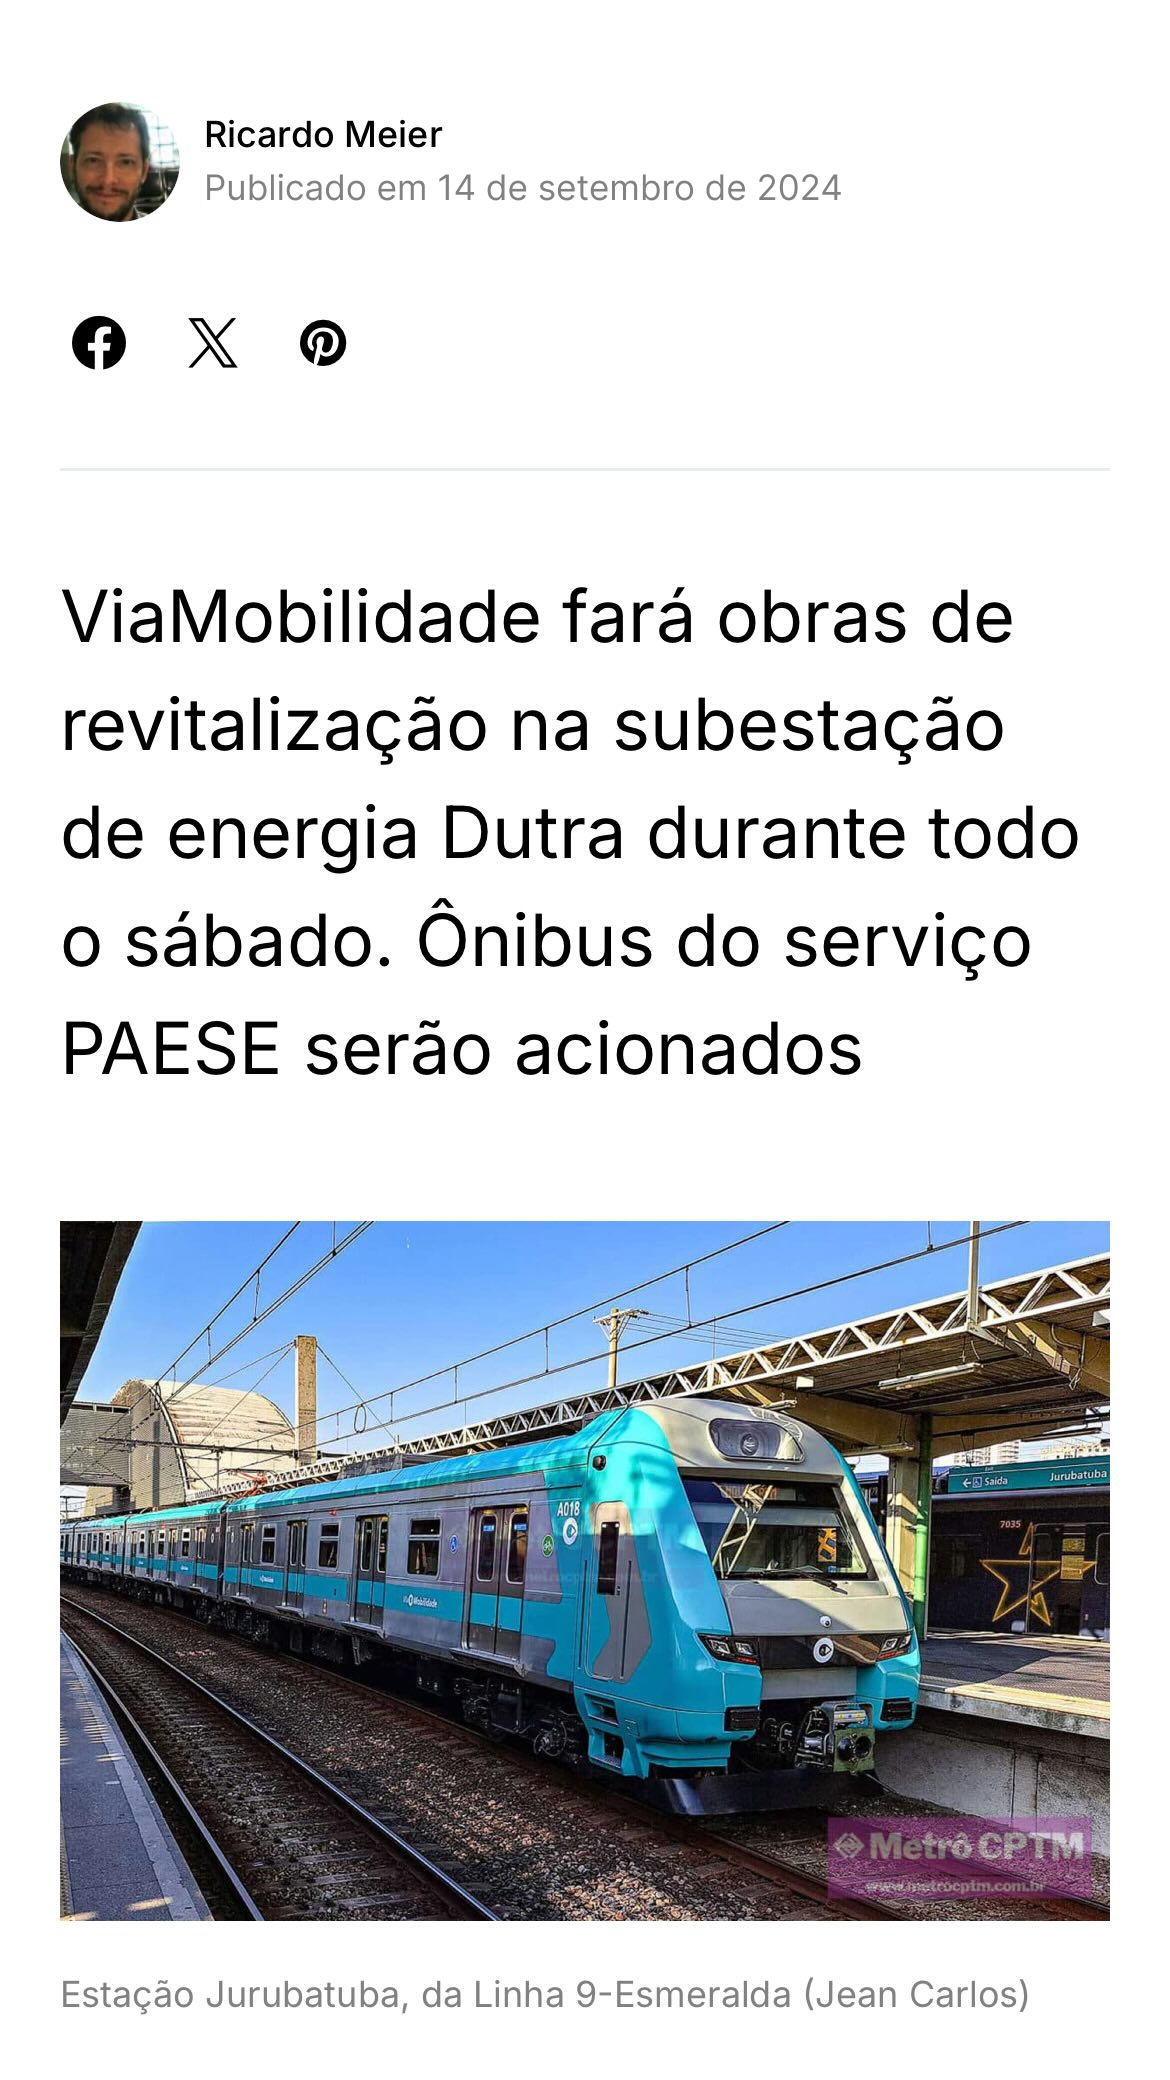 Ricardo Meier
Publicado em 14 de setembro de 2024
ViaMobilidade fará obras de
revitalização na subestação
de energia Dutra durante todo
o sábado. Ônibus do serviço
PAESE serão acionados
A018
ViaMobilidade
Saída
Jurubatuba
7035
Metrô CPTM
www.metrocptm.com.br
Estação Jurubatuba, da Linha 9-Esmeralda (Jean Carlos)